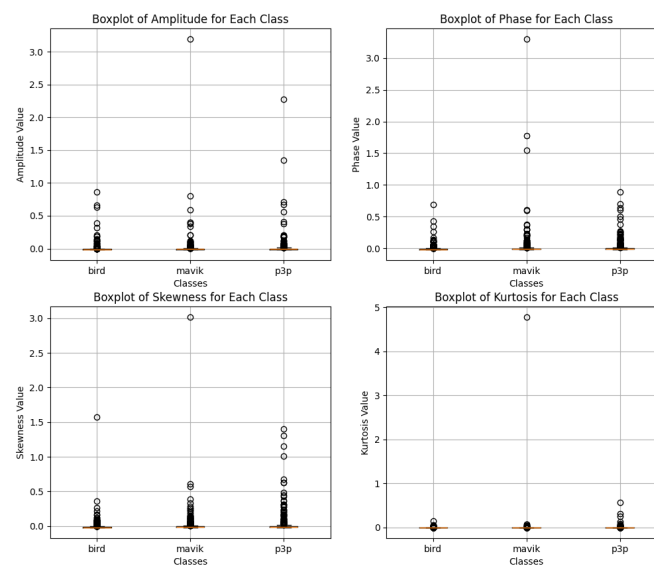 Boxplot of Amplitude for Each Class
3.0
2.5
2.0
1.5
1.0
0.5
0.0
Amplitude Value
bird mavik p3p
Classes
Boxplot of Phase for Each Class
3.0
2.5
2.0
1.5
1.0
0.5
0.0
Phase Value
bird mavik p3p
Classes
Boxplot of Skewness for Each Class
3.0
2.5
2.0
1.5
1.0
0.5
0.0
Skewness Value
bird mavik p3p
Classes
Boxplot of Kurtosis for Each Class
5
4
3
2
1
0
Kurtosis Value
bird mavik p3p
Classes